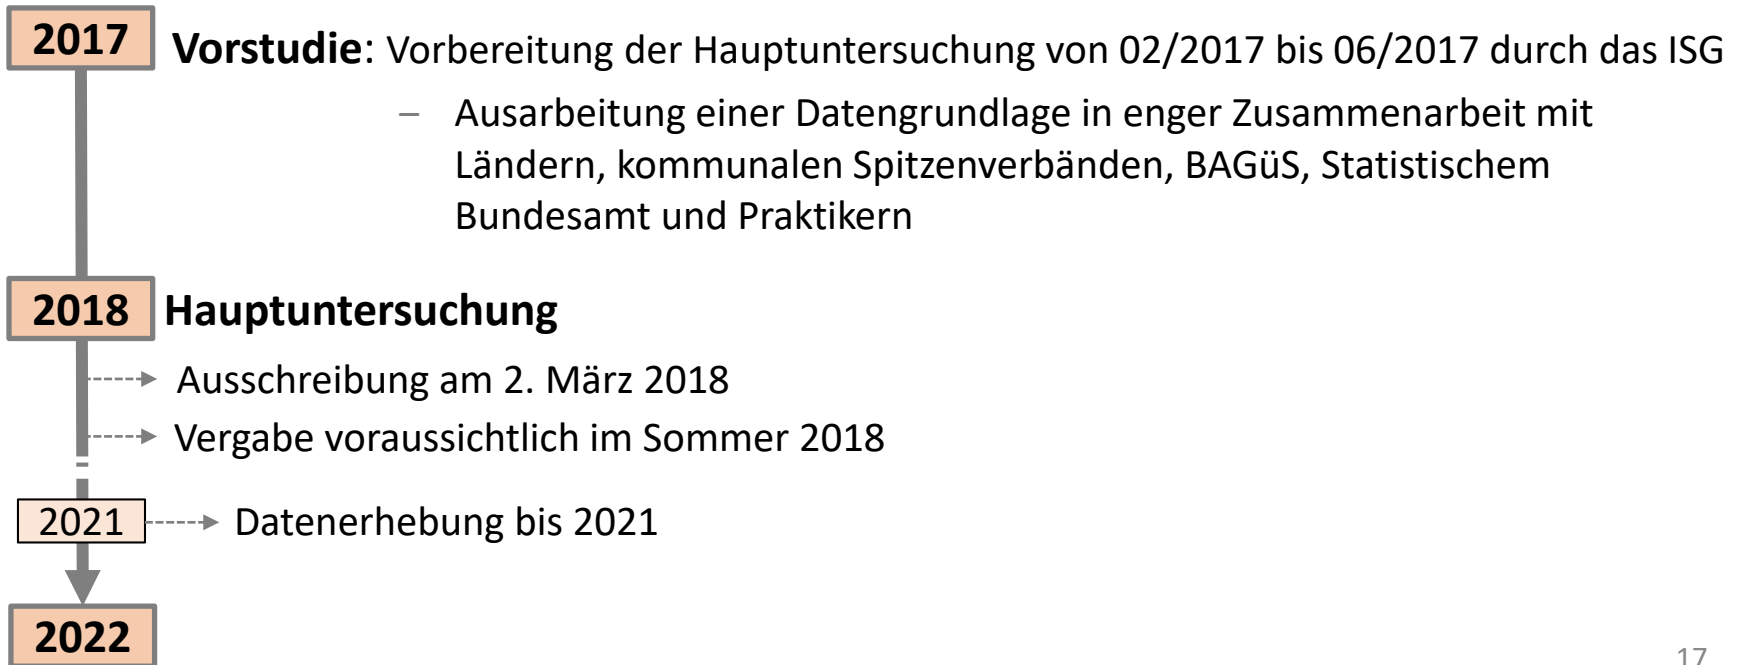 2017 Vorstudie: Vorbereitung der Hauptuntersuchung von 02/2017 bis 06/2017 durch das ISG
– Ausarbeitung einer Datengrundlage in enger Zusammenarbeit mit
Ländern, kommunalen Spitzenverbänden, BAGüS, Statistischem
Bundesamt und Praktikern
2018 Hauptuntersuchung
Ausschreibung am 2. März 2018
Vergabe voraussichtlich im Sommer 2018
2021 Datenerhebung bis 2021
2022
17